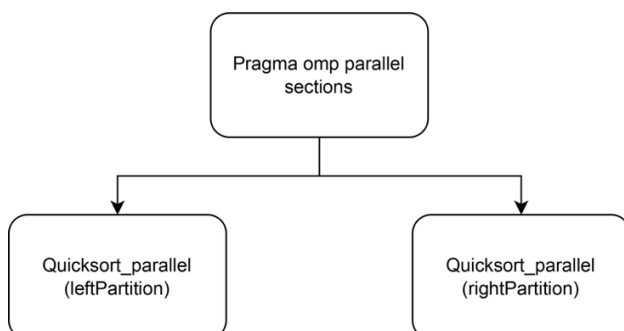 Pragma omp parallel
sections
Quicksort_parallel
(leftPartition)
Quicksort_parallel
(rightPartition)